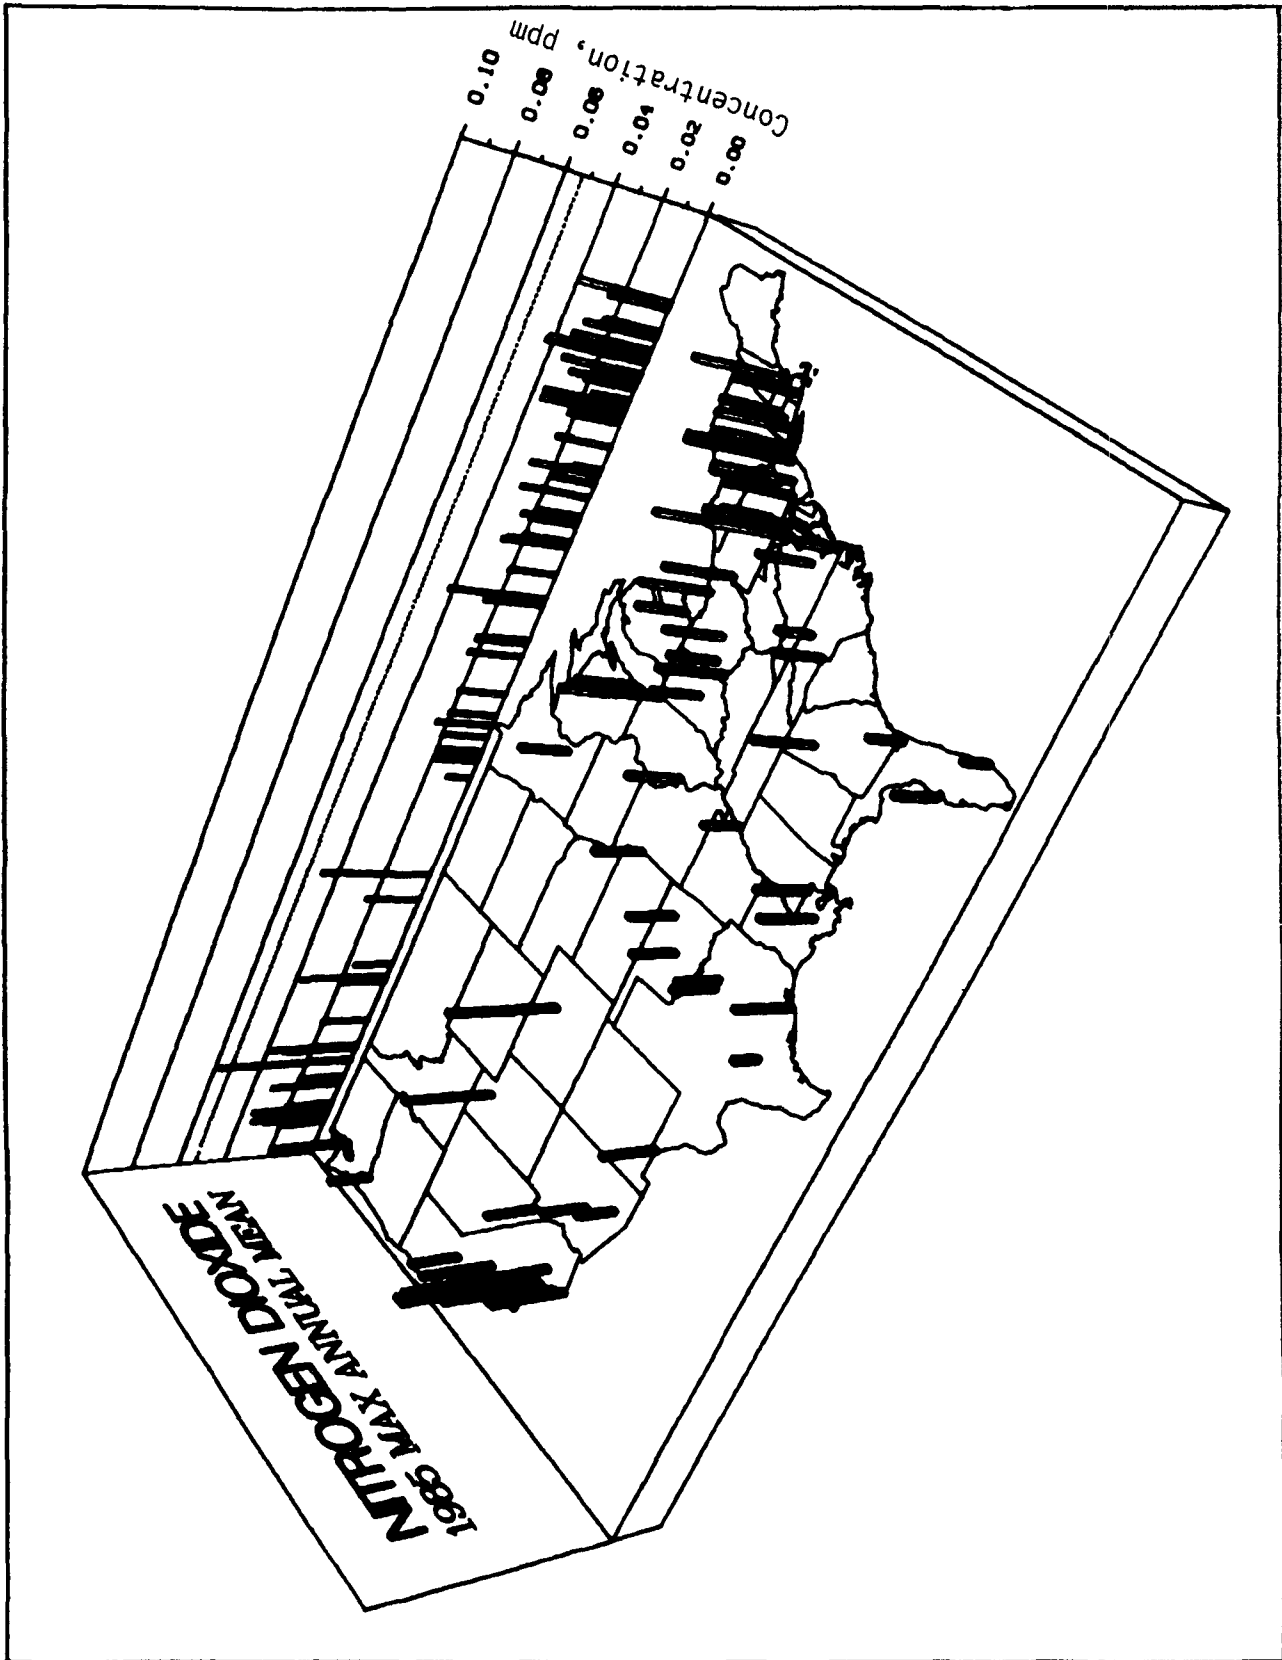 NITROGEN DIOXIDE
1985 MAX ANNUAL MEAN
0.10
0.08
0.06
0.04
0.02
0.00
Concentration, ppm